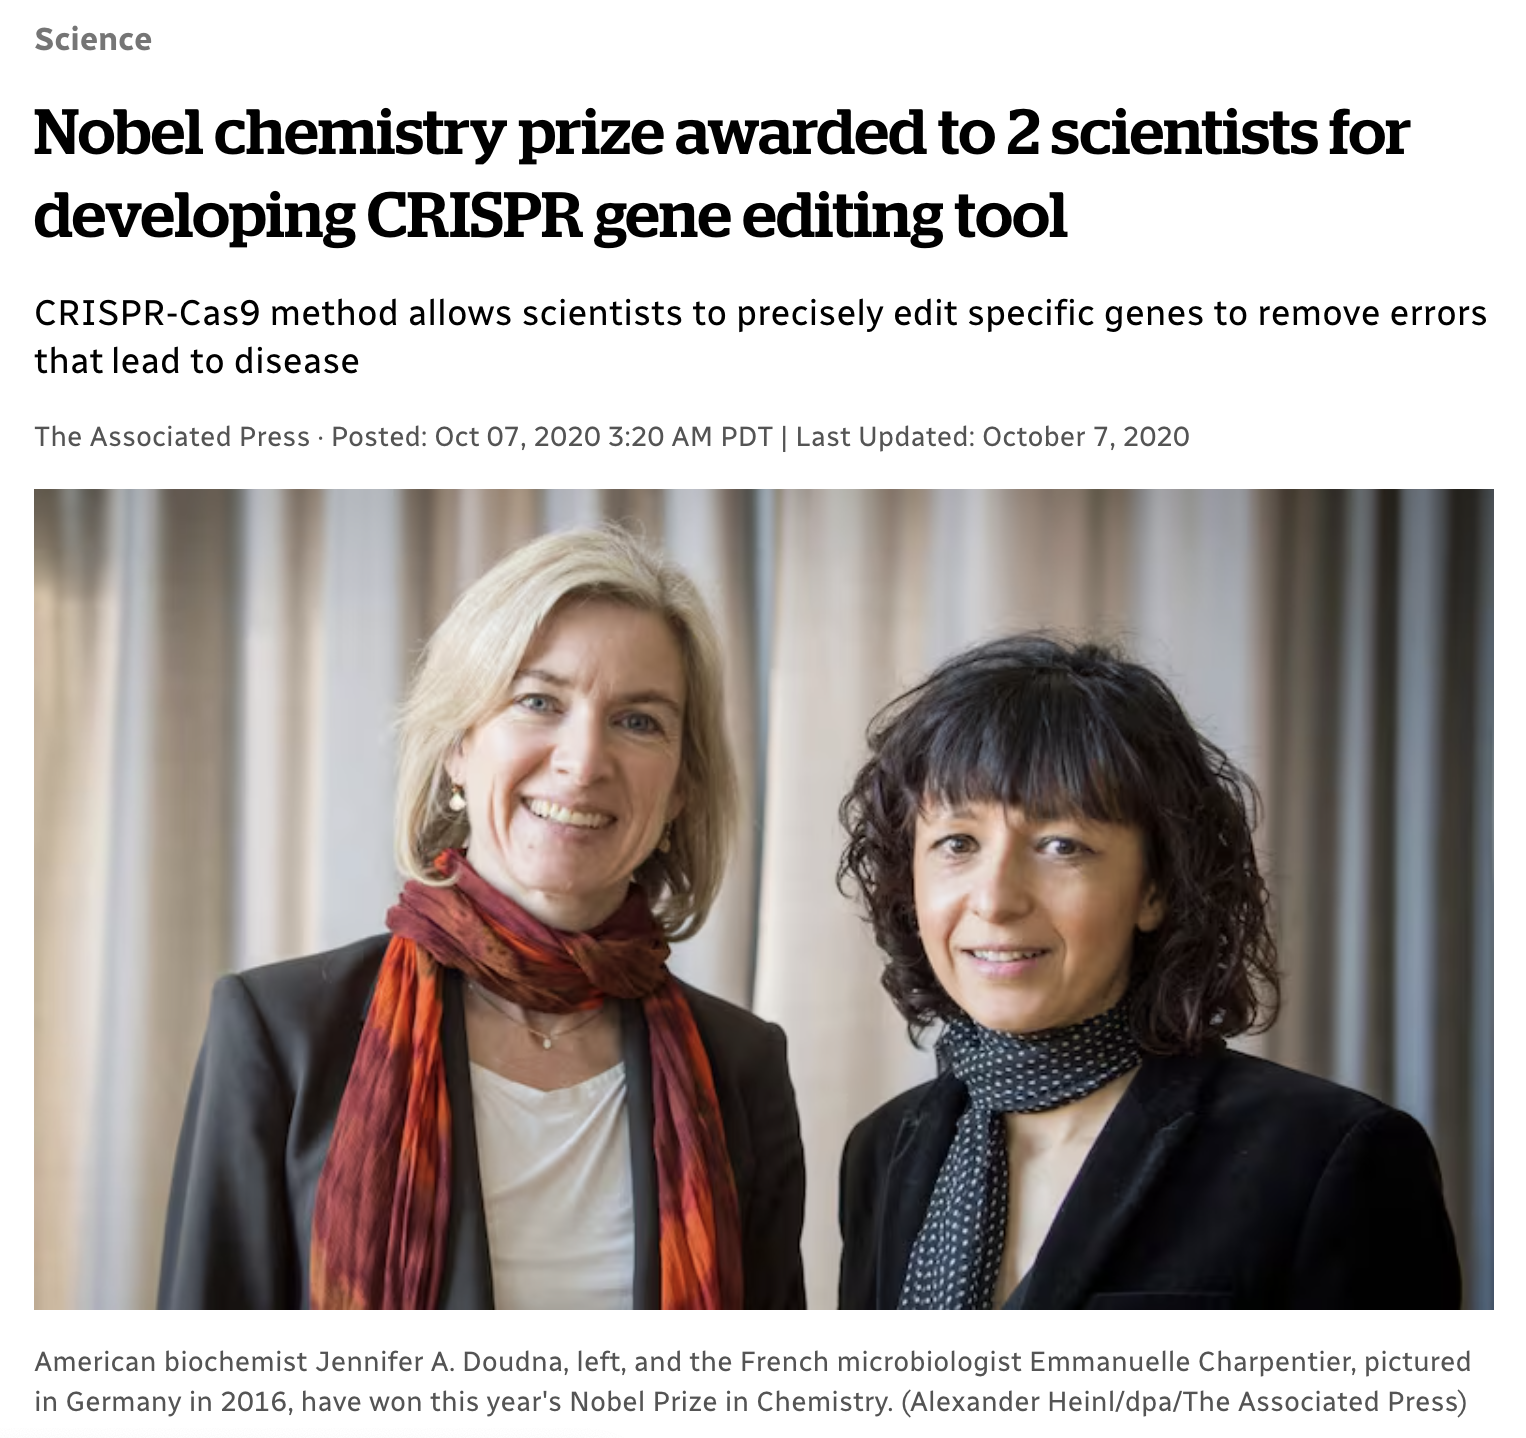 Science
Nobel chemistry prize awarded to 2 scientists for
developing CRISPR gene editing tool
CRISPR-Cas9 method allows scientists to precisely edit specific genes to remove errors
that lead to disease
The Associated Press · Posted: Oct 07, 2020 3:20 AM PDT | Last Updated: October 7, 2020
American biochemist Jennifer A. Doudna, left, and the French microbiologist Emmanuelle Charpentier, pictured
in Germany in 2016, have won this year's Nobel Prize in Chemistry. (Alexander Heinl/dpa/The Associated Press)